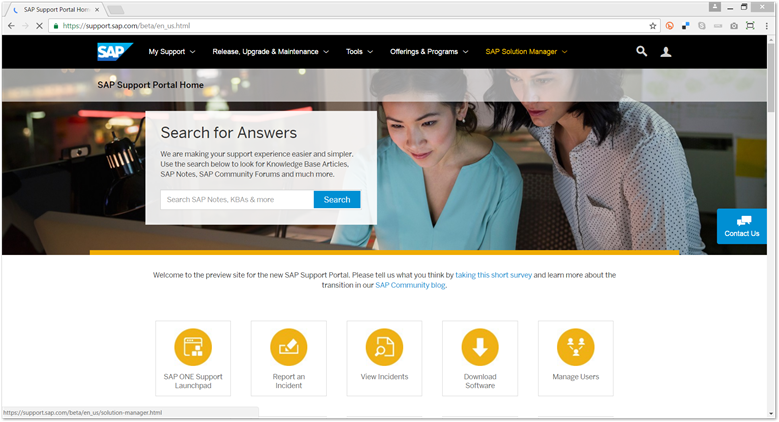 SAP Support Portal Home
https://support.sap.com/beta/en_us.html
SAP
My Support
Release, Upgrade & Maintenance
Tools
Offerings & Programs
SAP Solution Manager
SAP Support Portal Home
Search for Answers
We are making your support experience easier and simpler.
Use the search below to look for Knowledge Base Articles,
SAP Notes, SAP Community Forums and much more.
Search SAP Notes, KBAs & more
Search
Contact Us
Welcome to the preview site for the new SAP Support Portal. Please tell us what you think by taking this short survey and learn more about the
transition in our SAP Community blog.
SAP ONE Support
Launchpad
Report an
Incident
View Incidents
Download
Software
Manage Users
https://support.sap.com/beta/en_us/solution-manager.html